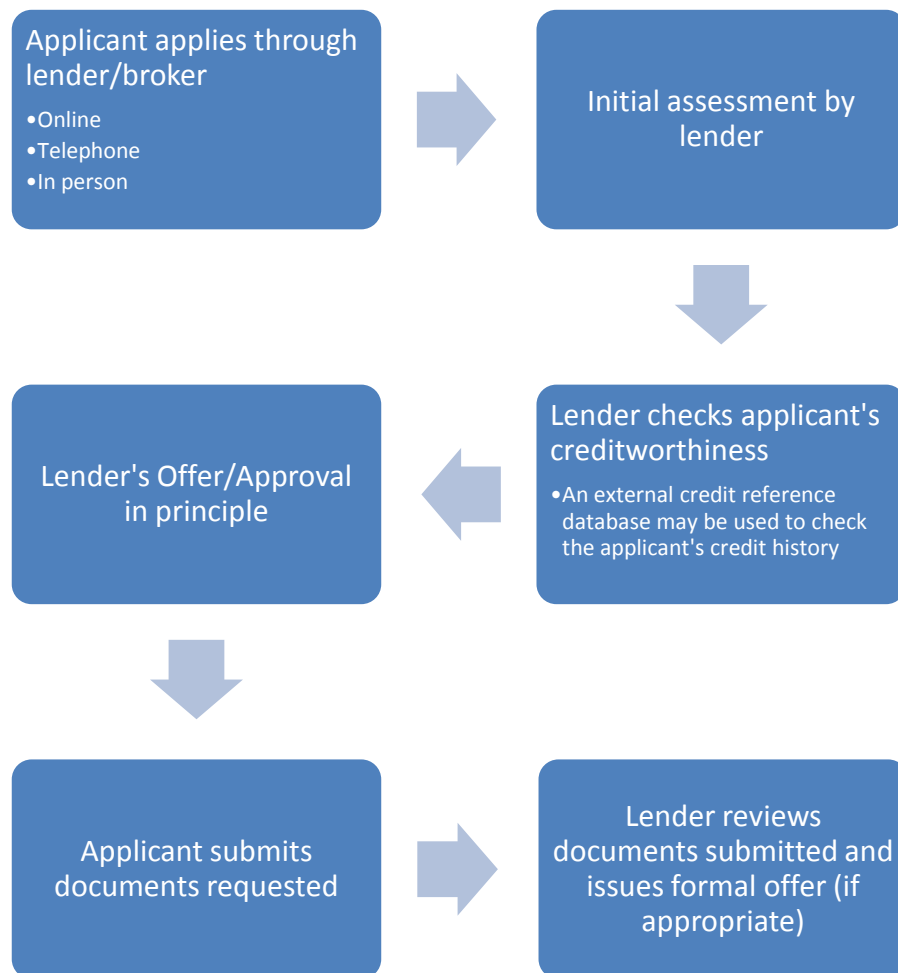 Applicant applies through
lender/broker
•Online
•Telephone
•In person
Initial assessment by
lender
Lender checks applicant's
creditworthiness
•An external credit reference
database may be used to check
the applicant's credit history
Lender's Offer/Approval
in principle
Applicant submits
documents requested
Lender reviews
documents submitted and
issues formal offer (if
appropriate)